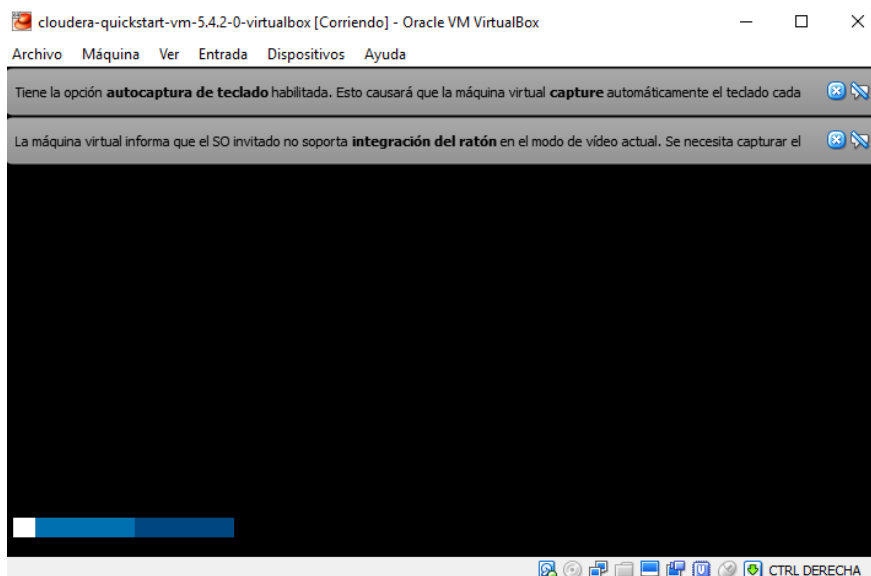 cloudera-quickstart-vm-5.4.2-0-virtualbox [Corriendo] - Oracle VM VirtualBox
Archivo Máquina Ver Entrada Dispositivos Ayuda
Tiene la opción autocaptura de teclado habilitada. Esto causará que la máquina virtual capture automáticamente el teclado cada
La máquina virtual informa que el SO invitado no soporta integración del ratón en el modo de vídeo actual. Se necesita capturar el
CTRL DERECHA